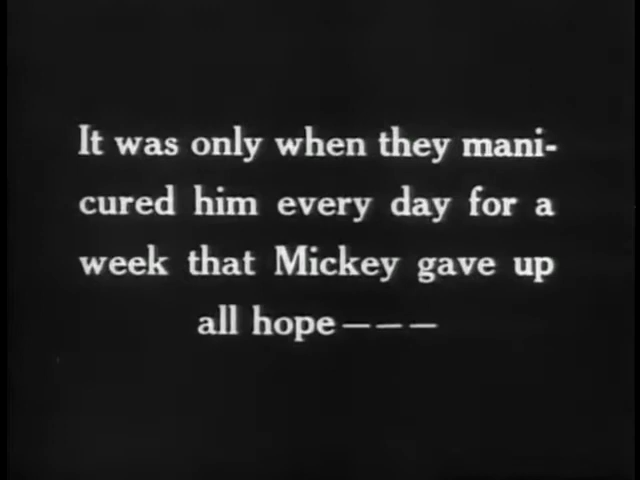 It was only when they mani-
cured him every day for a
week that Mickey gave up
all hope———